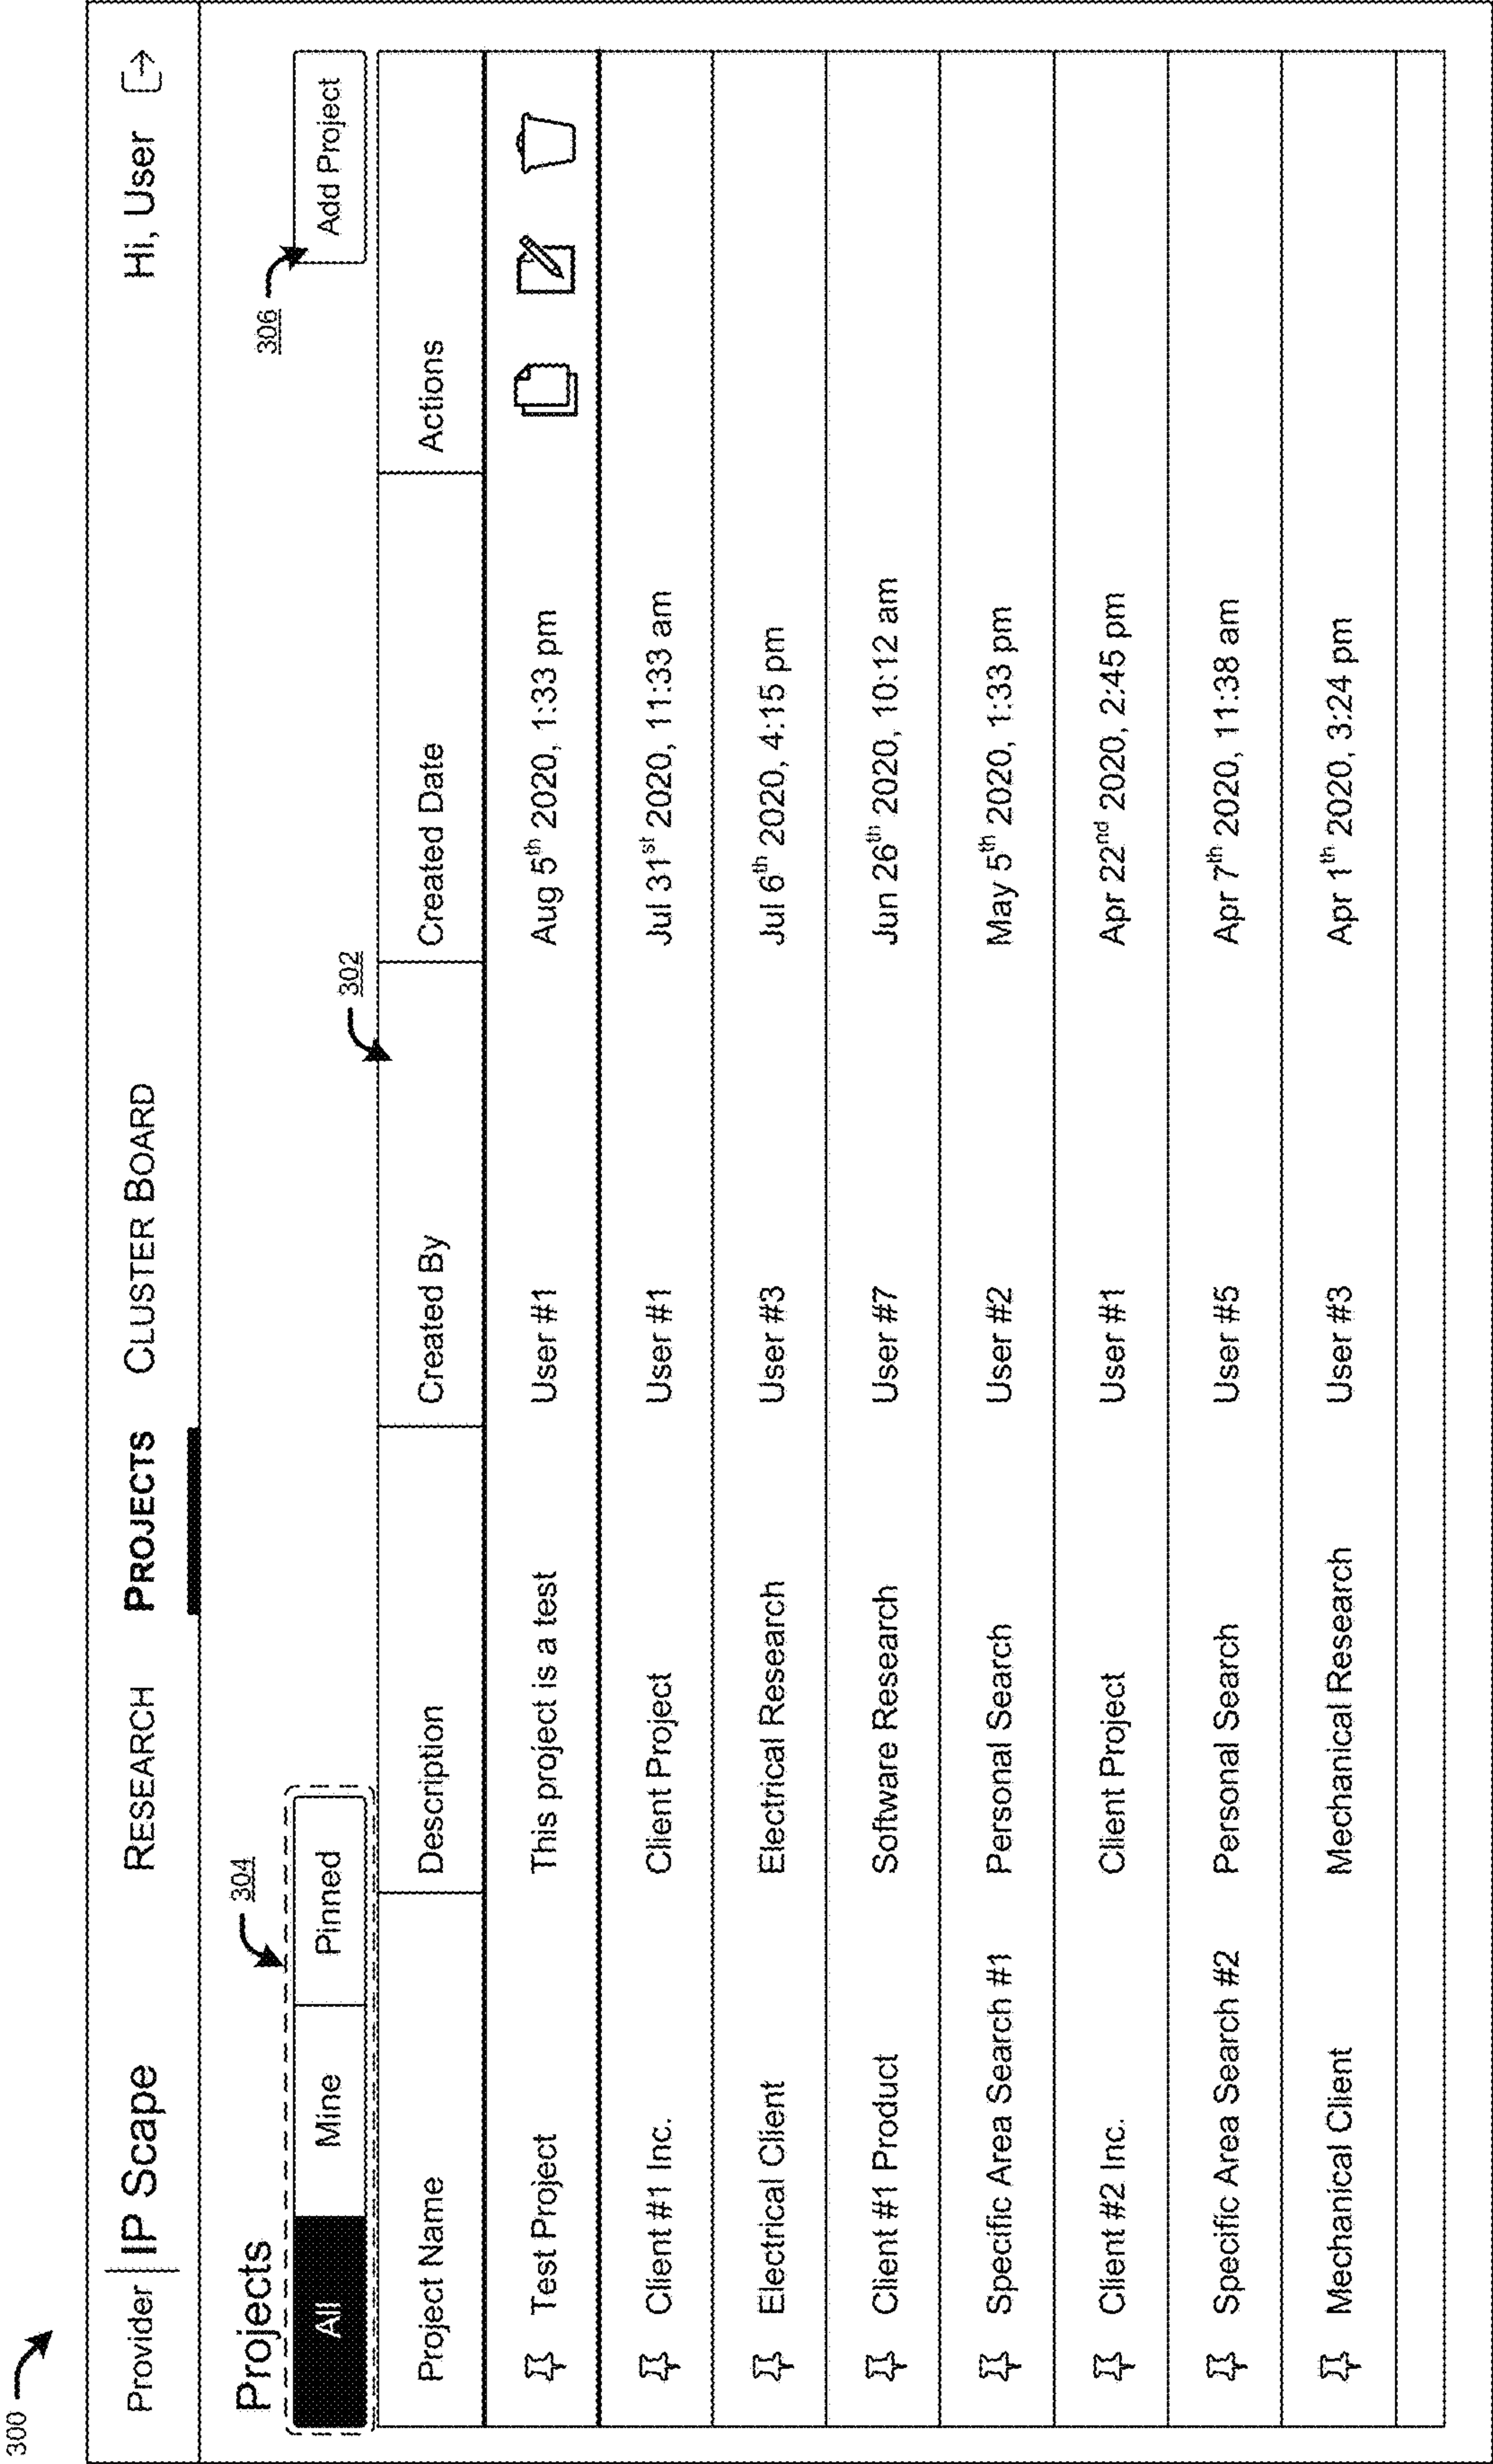 300
Provider IP Scape RESEARCH PROJECTS CLUSTER BOARD Hi, User
Projects
304
306
All Mine Pinned
Add Project
302
Project Name Description Created By Created Date Actions
Test Project This project is a test User #1 Aug 5th 2020, 1:33 pm
Client #1 Inc. Client Project User #1 Jul 31st 2020, 11:33 am
Electrical Client Electrical Research User #3 Jul 6th 2020, 4:15 pm
Client #1 Product Software Research User #7 Jun 26th 2020, 10:12 am
Specific Area Search #1 Personal Search User #2 May 5th 2020, 1:33 pm
Client #2 Inc. Client Project User #1 Apr 22nd 2020, 2:45 pm
Specific Area Search #2 Personal Search User #5 Apr 7th 2020, 11:38 am
Mechanical Client Mechanical Research User #3 Apr 1th 2020, 3:24 pm